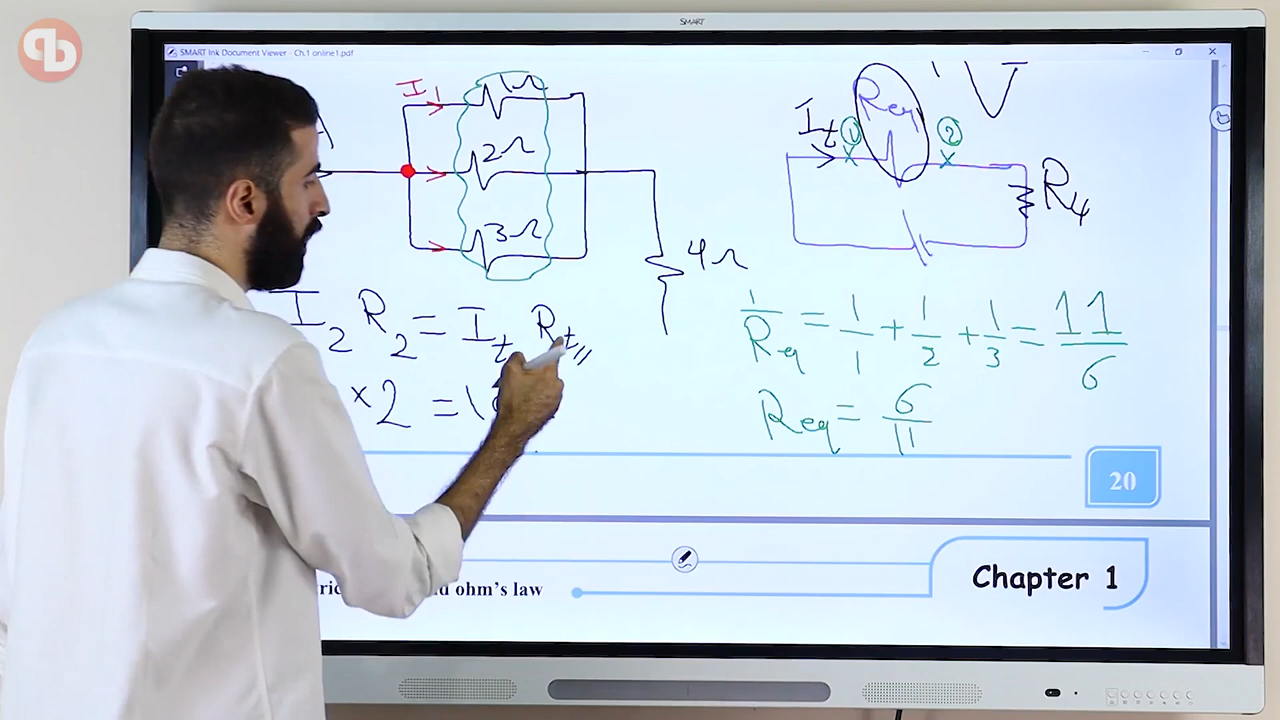 SMART
SMART Ink Document Viewer - Ch.1 online1.pdf
I1
1Ω
2Ω
3Ω
4Ω
Req
V
It
1
2
R4
I2 R2 = It Rt//
×2 =
1/Req = 1/1 + 1/2 + 1/3 = 11/6
Req = 6/11
20
Chapter 1
ohm's law